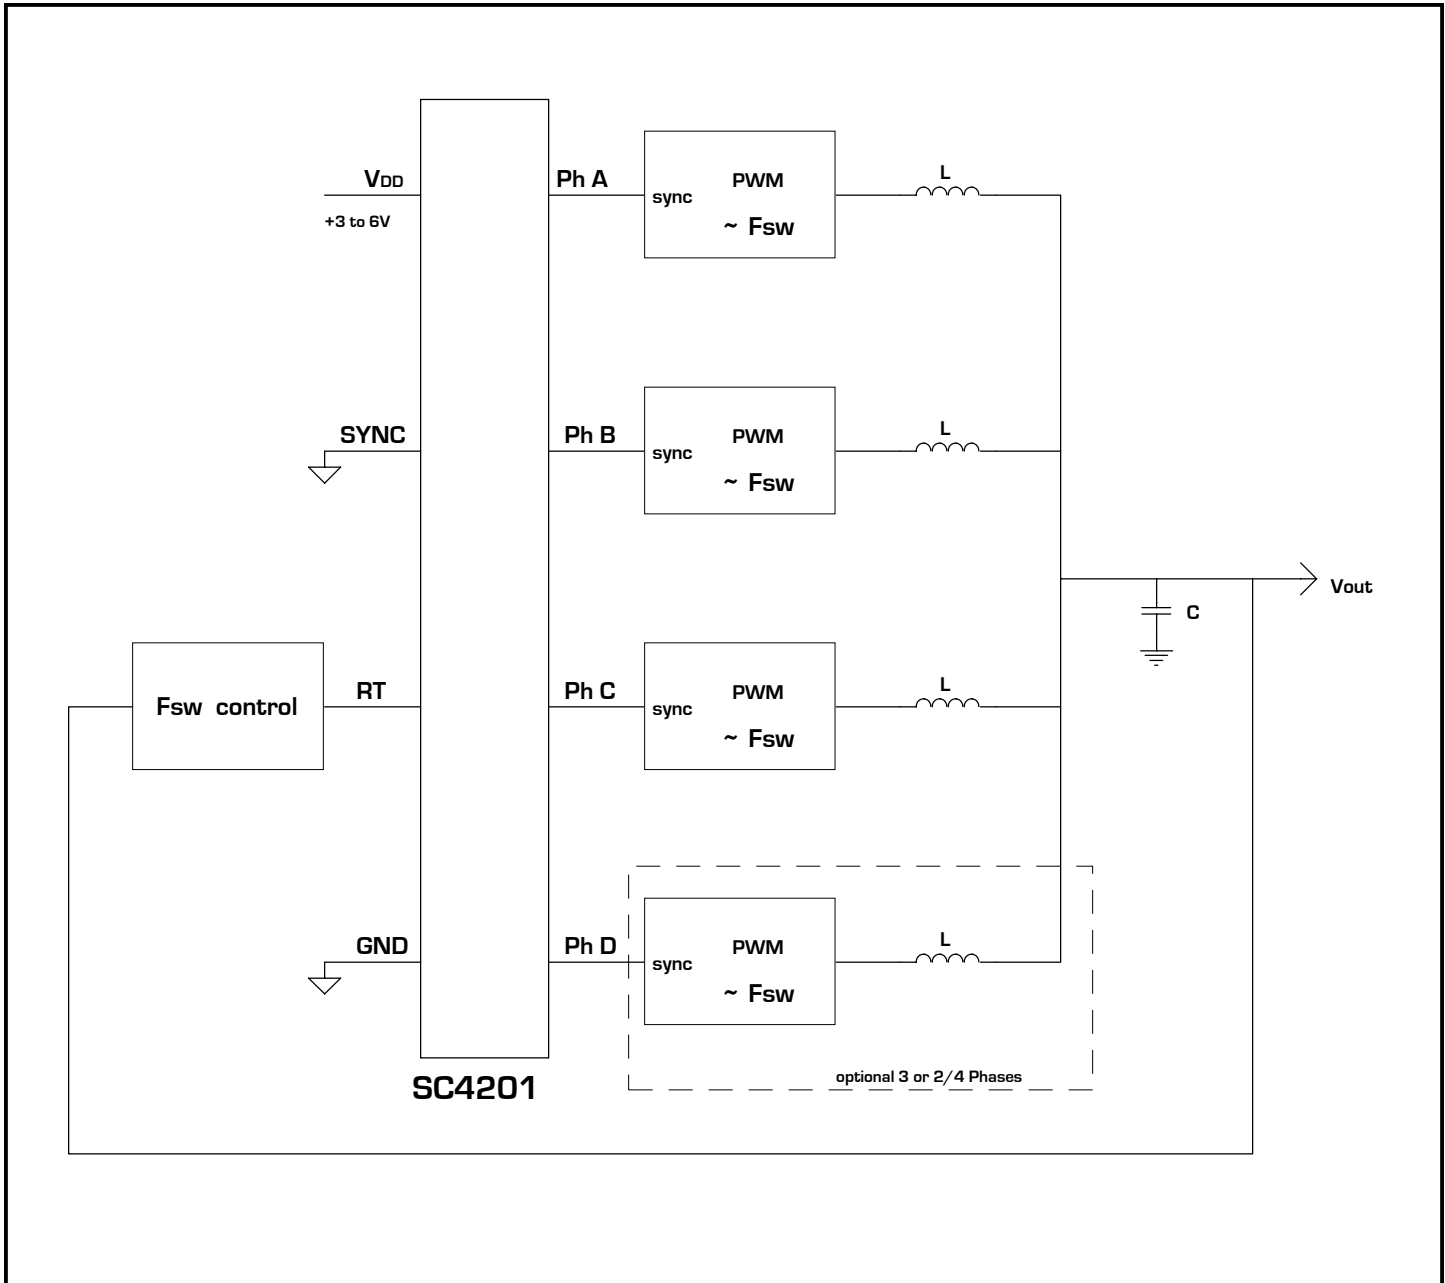 VDD
+3 to 6V
Ph A
sync
PWM
~ Fsw
L
SYNC
Ph B
sync
PWM
~ Fsw
L
Vout
C
Fsw control
RT
Ph C
sync
PWM
~ Fsw
L
GND
Ph D
sync
PWM
~ Fsw
L
optional 3 or 2/4 Phases
SC4201